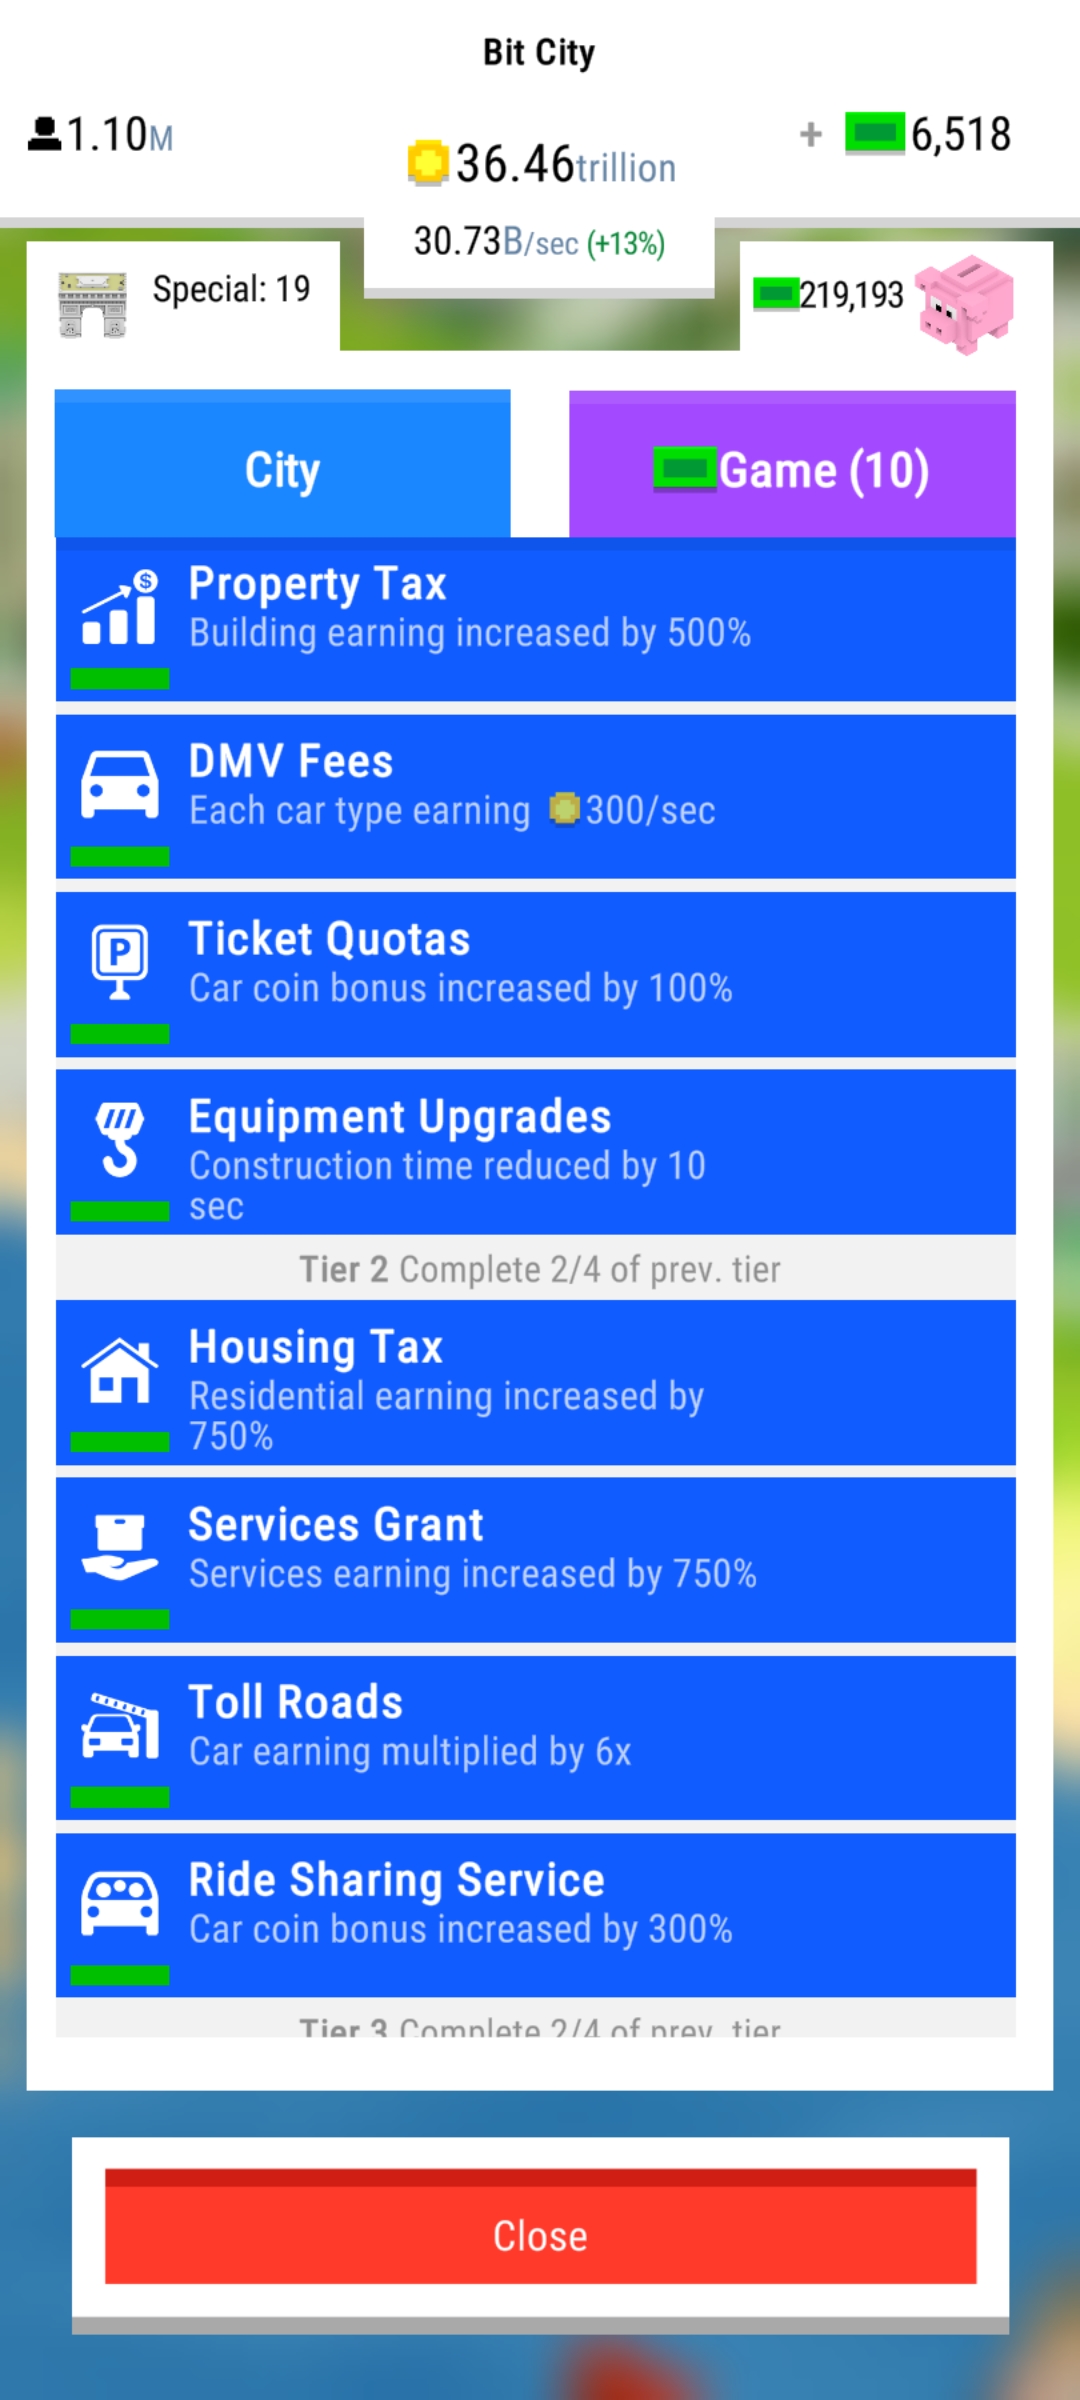 Bit City
1.10M
36.46trillion
+ 6,518
30.73B/sec (+13%)
Special: 19
219,193
City
Game (10)
Property Tax
Building earning increased by 500%
DMV Fees
Each car type earning 300/sec
P
Ticket Quotas
Car coin bonus increased by 100%
Equipment Upgrades
Construction time reduced by 10
sec
Tier 2 Complete 2/4 of prev. tier
Housing Tax
Residential earning increased by
750%
Services Grant
Services earning increased by 750%
Toll Roads
Car earning multiplied by 6x
Ride Sharing Service
Car coin bonus increased by 300%
Tier 3 Complete 2/4 of prev. tier
Close